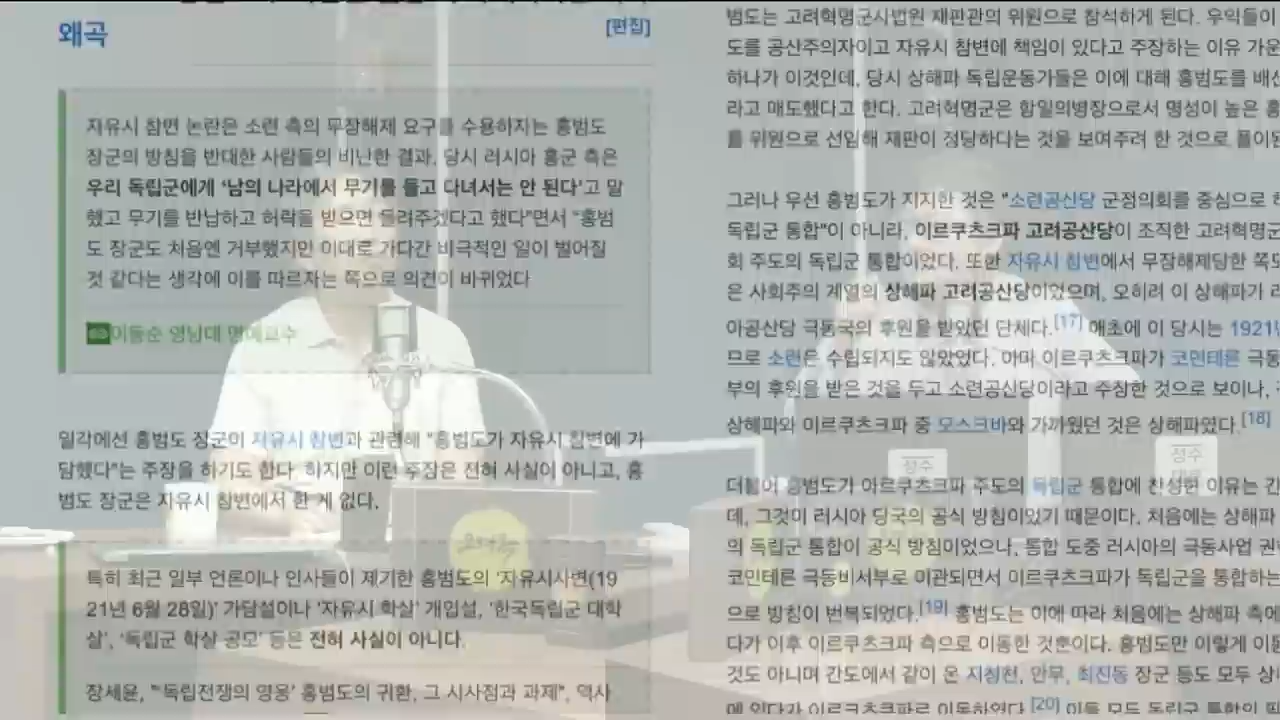 왜곡
[편집]
자유시 참변 논란은 소련 측의 무장해제 요구를 수용하자는 홍범도
장군의 방침을 반대한 사람들의 비난한 결과. 당시 러시아 홍군 측은
우리 독립군에게 '남의 나라에서 무기를 들고 다녀서는 안 된다'고 말
했고 무기를 반납하고 허락을 받으면 돌려주겠다고 했다"면서 "홍범
도 장군도 처음엔 거부했지만 이대로 가다간 비극적인 일이 벌어질
것 같다는 생각에 이를 따르자는 쪽으로 의견이 바뀌었다
이동순 영남대 명예교수
일각에선 홍범도 장군이 자유시 참변과 관련해 "홍범도가 자유시 참변에 가
담했다"는 주장을 하기도 한다. 하지만 이런 주장은 전혀 사실이 아니고, 홍
범도 장군은 자유시 참변에서 한 게 없다.
특히 최근 일부 언론이나 인사들이 제기한 홍범도의 '자유시사변(19
21년 6월 28일)' 가담설이나 '자유시 학살' 개입설, '한국독립군 대학
살', '독립군 학살 공모' 등은 전혀 사실이 아니다.
장세윤, "'독립전쟁의 영웅' 홍범도의 귀환, 그 시사점과 과제", 역사
범도는 고려혁명군시법원 재판관의 위원으로 참석하게 된다. 우익들이
도를 공산주의자이고 자유시 참변에 책임이 있다고 주장하는 이유 가운
하나가 이것인데, 당시 상해파 독립운동가들은 이에 대해 홍범도를 배신
라고 매도했다고 한다. 고려혁명군은 항일의병장으로서 명성이 높은 홍
를 위원으로 선임해 재판이 정당하다는 것을 보여주려 한 것으로 풀이된
그러나 우선 홍범도가 지지한 것은 "소련공산당 군정의회를 중심으로 하
독립군 통합"이 아니라, 이르쿠츠크파 고려공산당이 조직한 고려혁명군
회 주도의 독립군 통합이었다. 또한 자유시 참변에서 무장해제당한 쪽도
은 사회주의 계열의 상해파 고려공산당이었으며, 오히려 이 상해파가 러
아공산당 극동국의 후원을 받았던 단체다.[17] 애초에 이 당시는 1921년
므로 소련은 수립되지도 않았었다. 아마 이르쿠츠크파가 코민테른 극동
부의 후원을 받은 것을 두고 소련공산당이라고 주장한 것으로 보이나,
상해파와 이르쿠츠크파 중 모스크바와 가까웠던 것은 상해파였다.[18]
성수
성수
더불어 홍범도가 이르쿠츠크파 주도의 독립군 통합에 찬성한 이유는 간
데, 그것이 러시아 당국의 공식 방침이었기 때문이다. 처음에는 상해파
의 독립군 통합이 공식 방침이었으나, 통합 도중 러시아의 극동사업 권한
코민테른 극동비서부로 이관되면서 이르쿠츠크파가 독립군을 통합하는
으로 방침이 번복되었다.[19] 홍범도는 이에 따라 처음에는 상해파 측에
다가 이후 이르쿠츠크파 측으로 이동한 것뿐이다. 홍범도만 이렇게 이동
것도 아니며 간도에서 같이 온 지청천, 안무, 최진동 장군 등도 모두 상해
에 있다가 이르쿠츠크파로 이동하였다.[20] 이들 모두 독립군 통합의